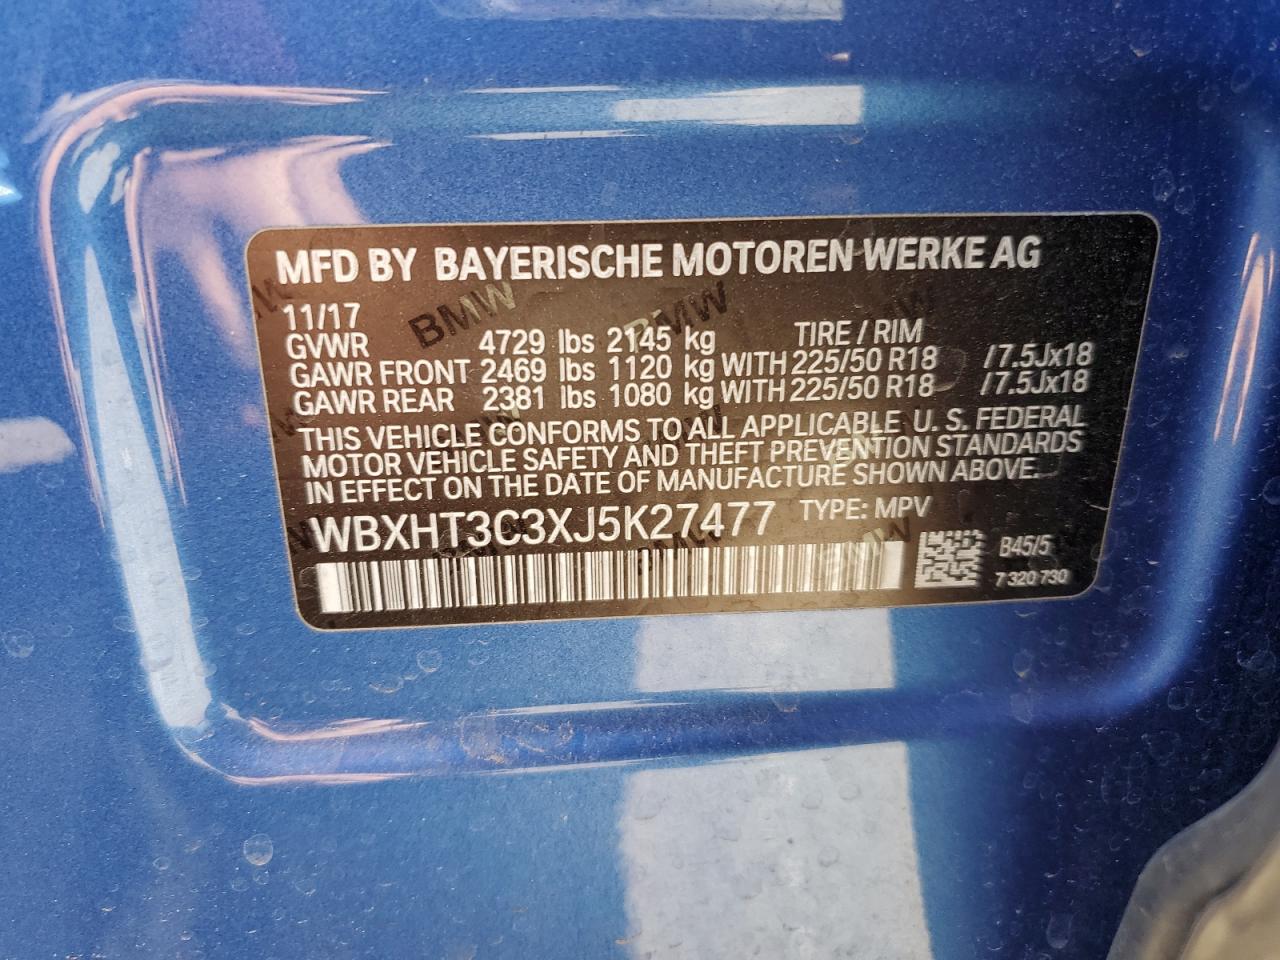 MFD BY BAYERISCHE MOTOREN WERKE AG
11/17
GVWR 4729 lbs 2145 kg TIRE / RIM
GAWR FRONT 2469 lbs 1120 kg WITH 225/50 R18 /7.5Jx18
GAWR REAR 2381 lbs 1080 kg WITH 225/50 R18 /7.5Jx18
THIS VEHICLE CONFORMS TO ALL APPLICABLE U. S. FEDERAL
MOTOR VEHICLE SAFETY AND THEFT PREVENTION STANDARDS
IN EFFECT ON THE DATE OF MANUFACTURE SHOWN ABOVE.
WBXHT3C3XJ5K27477 TYPE: MPV
B45/5
7 320 730
BMW
BMW